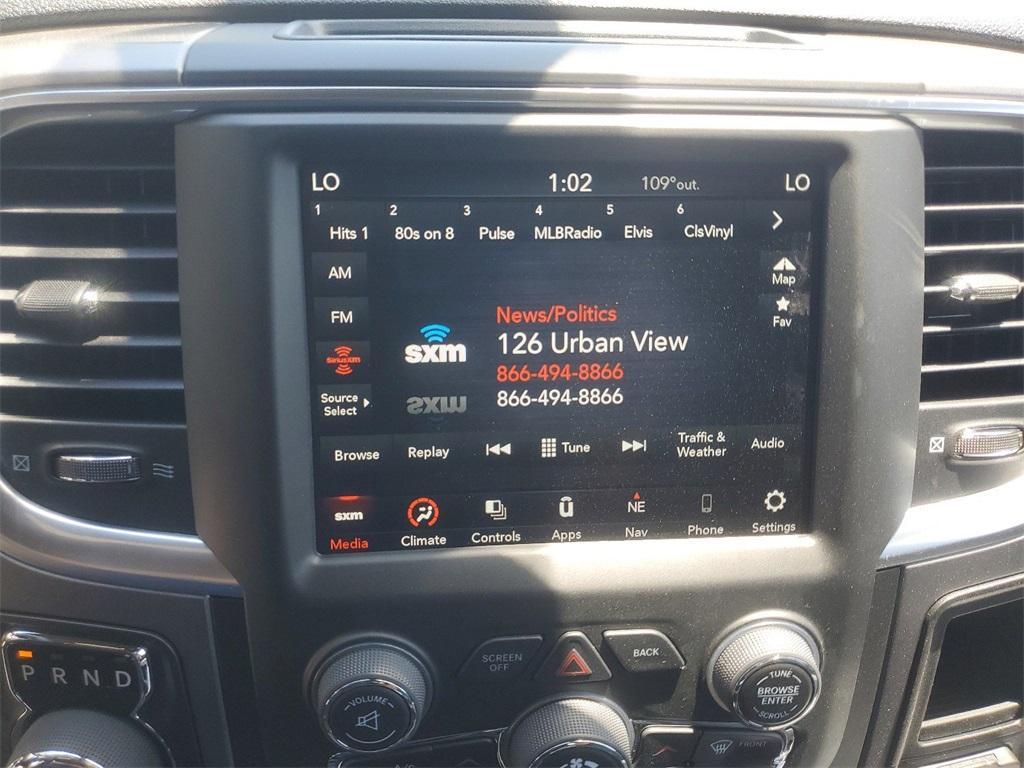 LO 1:02 109°out. LO
1 2 3 4 5 6
Hits 1 80s on 8 Pulse MLBRadio Elvis ClsVinyl
AM
FM
SiriusXM
Source
Select
sxm
sxm
News/Politics
126 Urban View
866-494-8866
866-494-8866
Map
Fav
Browse Replay Tune Traffic &
Weather Audio
sxm
Media Climate Controls Apps NE
Nav Phone Settings
P R N D
VOLUME
SCREEN
OFF
BACK
TUNE
BROWSE
ENTER
SCROLL
A/C
FRONT